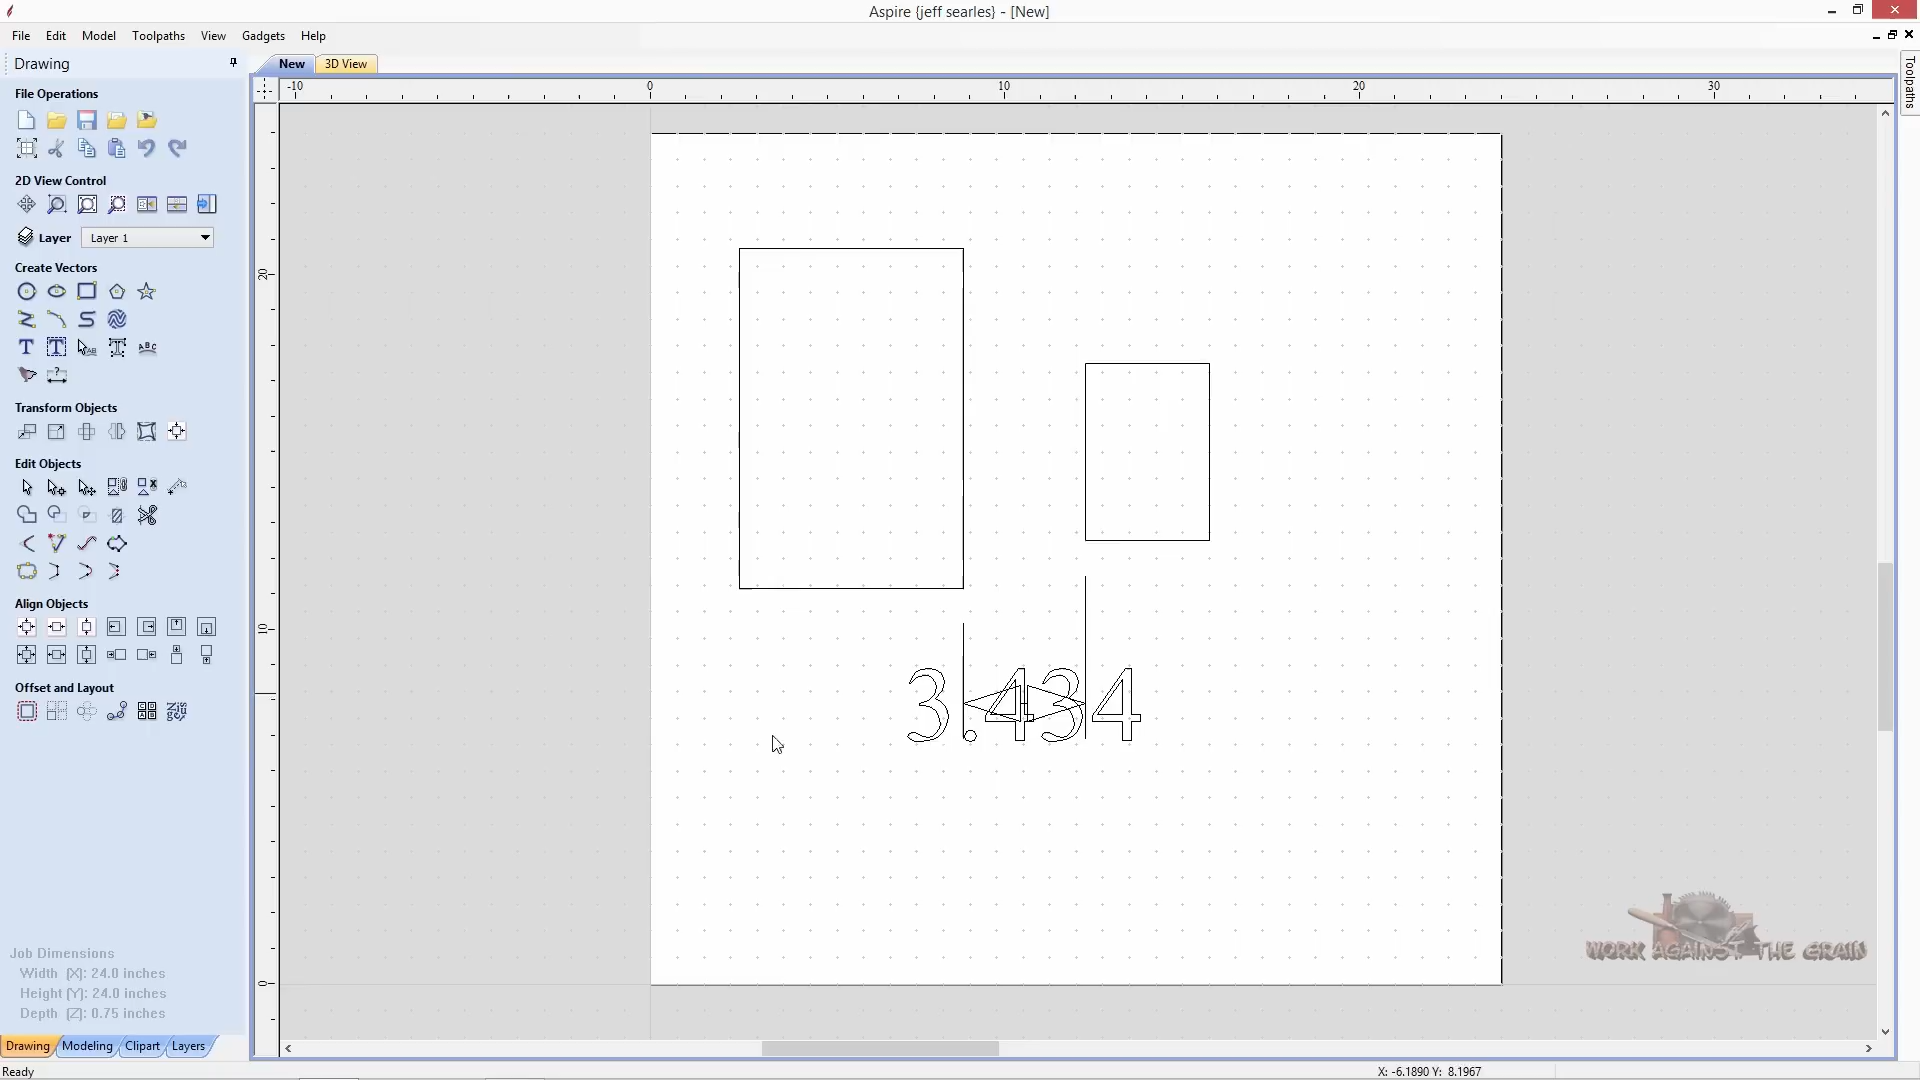 Aspire {jeff searles} - [New]
File Edit Model Toolpaths View Gadgets Help
Drawing
New 3D View
Toolpaths
-10 0 10 20 30
File Operations
2D View Control
Layer Layer 1
Create Vectors
20
Transform Objects
Edit Objects
Align Objects
10
Offset and Layout
3.434
0
WORK AGAINST THE GRAIN
Job Dimensions
Width (X): 24.0 inches
Height (Y): 24.0 inches
Depth (Z): 0.75 inches
Drawing Modeling Clipart Layers
Ready
X: -6.1890 Y: 8.1967